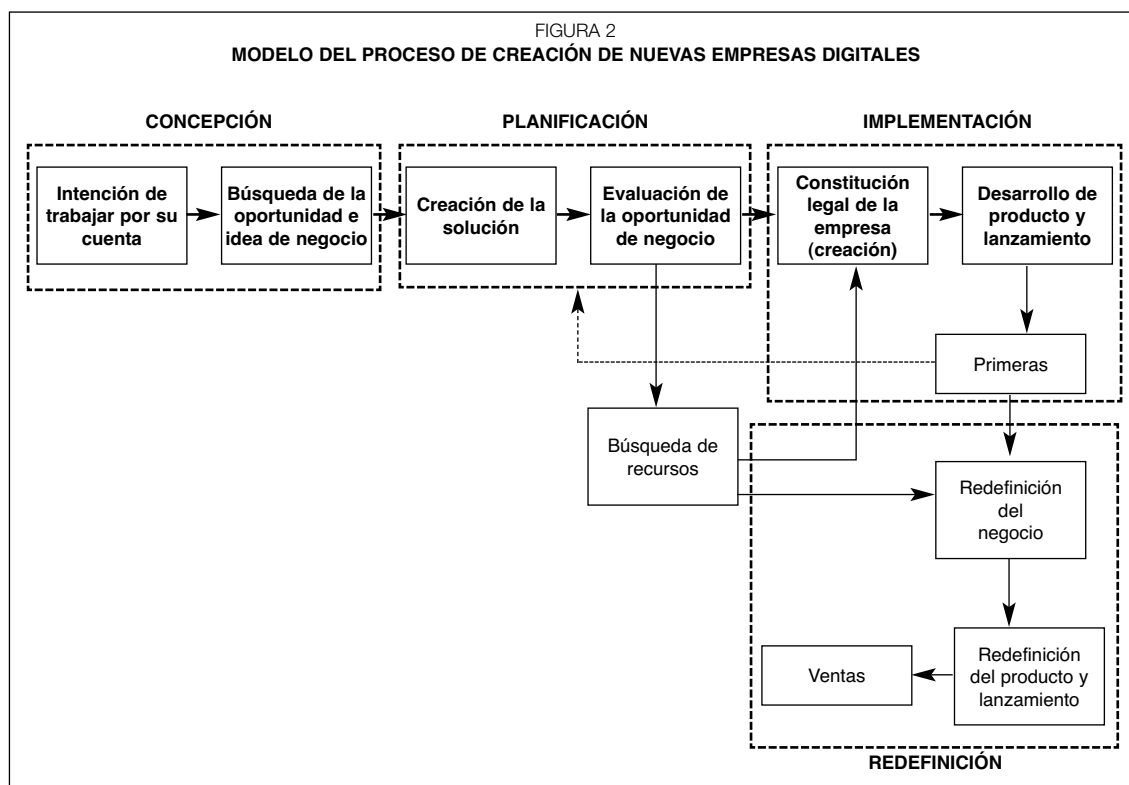 FIGURA 2
MODELO DEL PROCESO DE CREACIÓN DE NUEVAS EMPRESAS DIGITALES
CONCEPCIÓN
PLANIFICACIÓN
IMPLEMENTACIÓN
Intención de
trabajar por su
cuenta
Búsqueda de la
oportunidad e
idea de negocio
Creación de la
solución
Evaluación de
la oportunidad
de negocio
Constitución
legal de la
empresa
(creación)
Desarrollo de
producto y
lanzamiento
Primeras
Búsqueda de
recursos
Redefinición
del
negocio
Redefinición
del producto y
lanzamiento
Ventas
REDEFINICIÓN